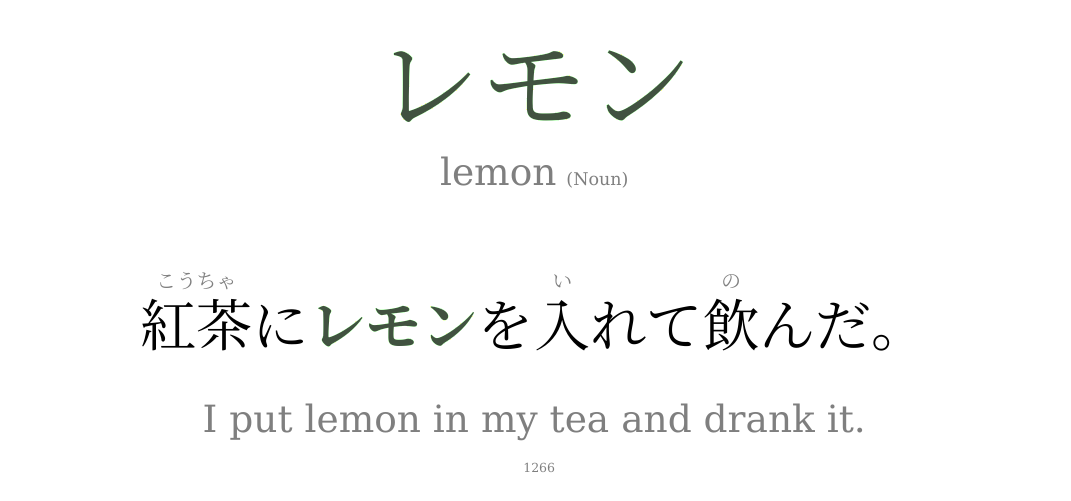 レモン
lemon (Noun)
こうちゃ い の
紅茶にレモンを入れて飲んだ。
I put lemon in my tea and drank it.
1266